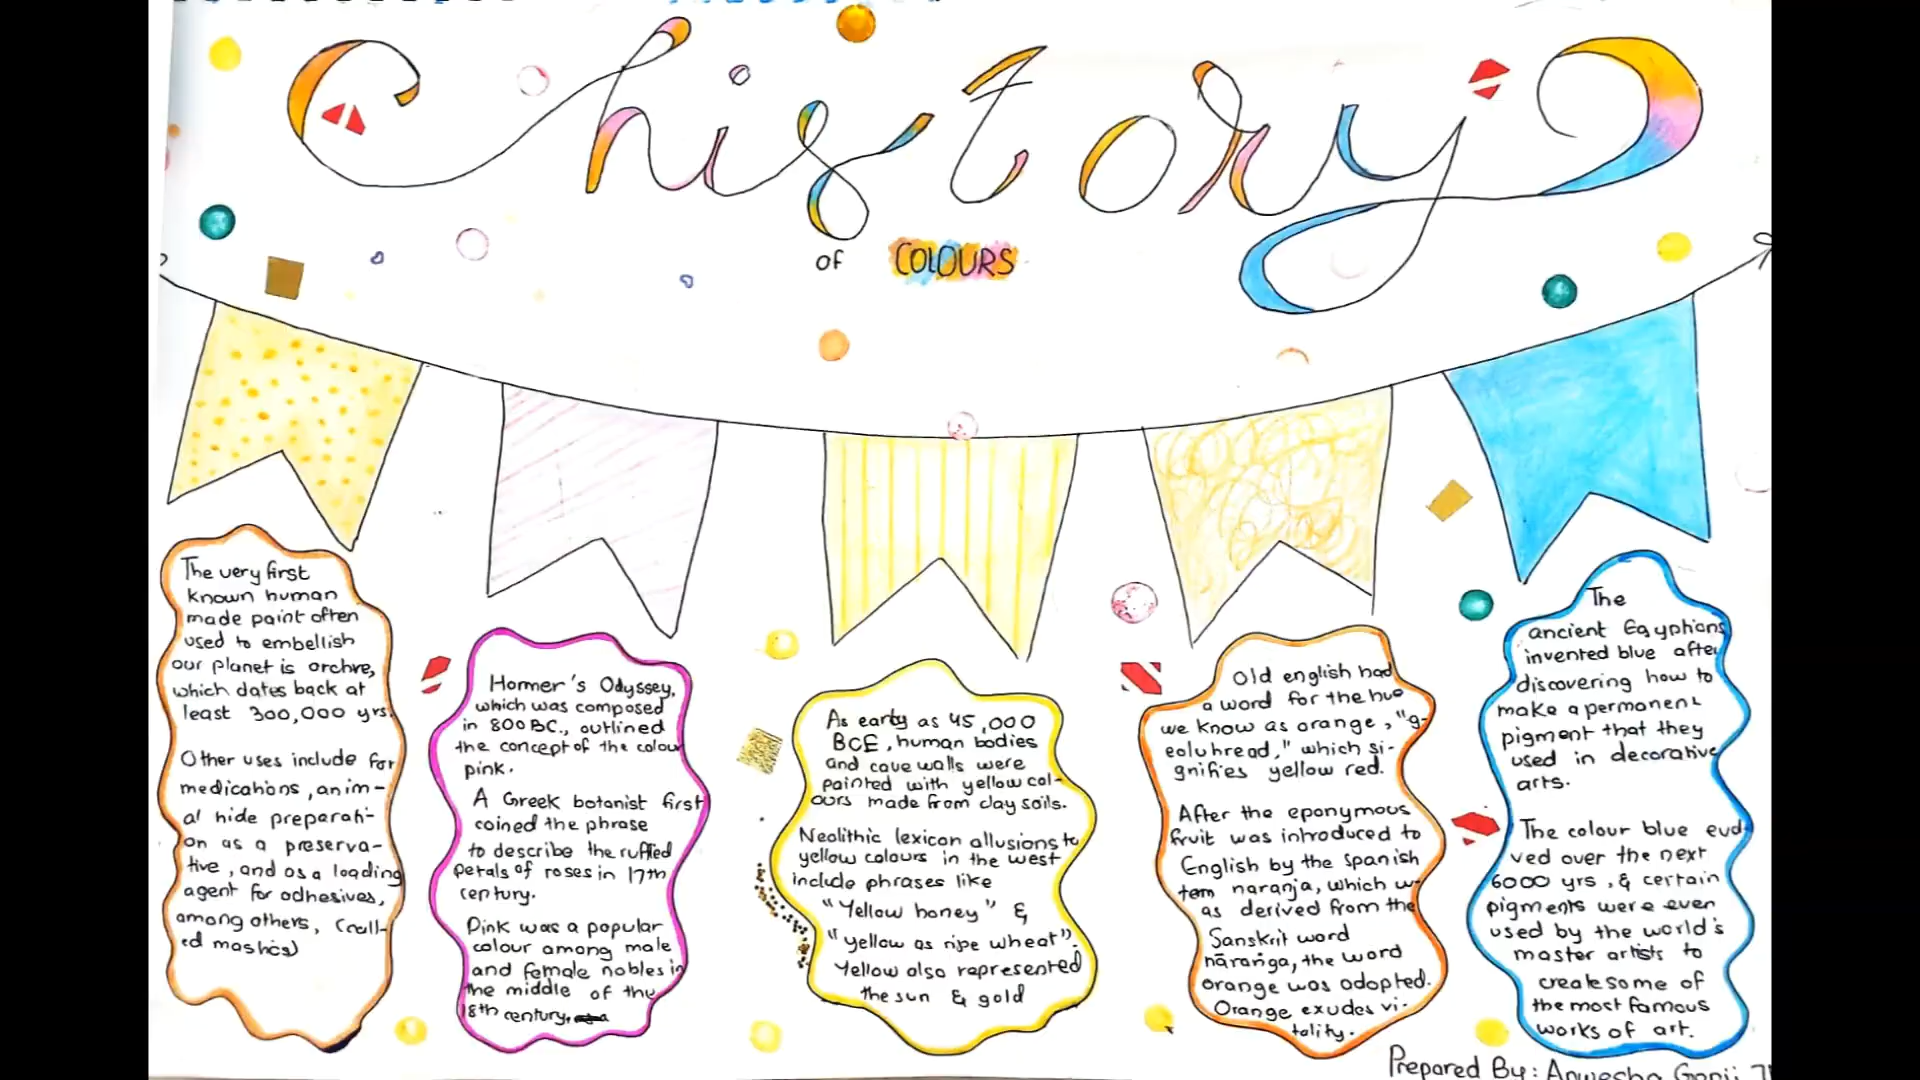 history
OF COLOURS
The very first
known human
made paint often
used to embellish
our planet is orchre,
which dates back at
least 300,000 yrs.
Other uses include for
medications, anim-
al hide preparati-
on as a preserva-
tive, and as a loading
agent for adhesives,
among others, (call-
ed mastics)
Homer's Odyssey,
which was composed
in 800 BC., outlined
the concept of the colour
pink.
A Greek botanist first
coined the phrase
to describe the ruffled
petals of roses in 17th
century.
Pink was a popular
colour among male
and female nobles in
the middle of the
18th century.
As early as 45,000
BCE, human bodies
and cave walls were
painted with yellow col-
ours made from clay soils.
Neolithic lexicon allusions to
yellow colours in the west
include phrases like
"Yellow honey" &
"yellow as ripe wheat".
Yellow also represented
the sun & gold
Old english had
a word for the hue
we know as orange, "g-
eoluhread," which si-
gnifies yellow red.
After the eponymous
fruit was introduced to
English by the spanish
term naranja, which w-
as derived from the
Sanskrit word
nāranga, the word
orange was adopted.
Orange exudes vi-
tality.
The
ancient Egyptians
invented blue after
discovering how to
make a permanent
pigment that they
used in decorative
arts.
The colour blue evol
ved over the next
6000 yrs, & certain
pigments were ever
used by the world's
master artists to
create some of
the most famous
works of art.
Prepared By: Anwesha